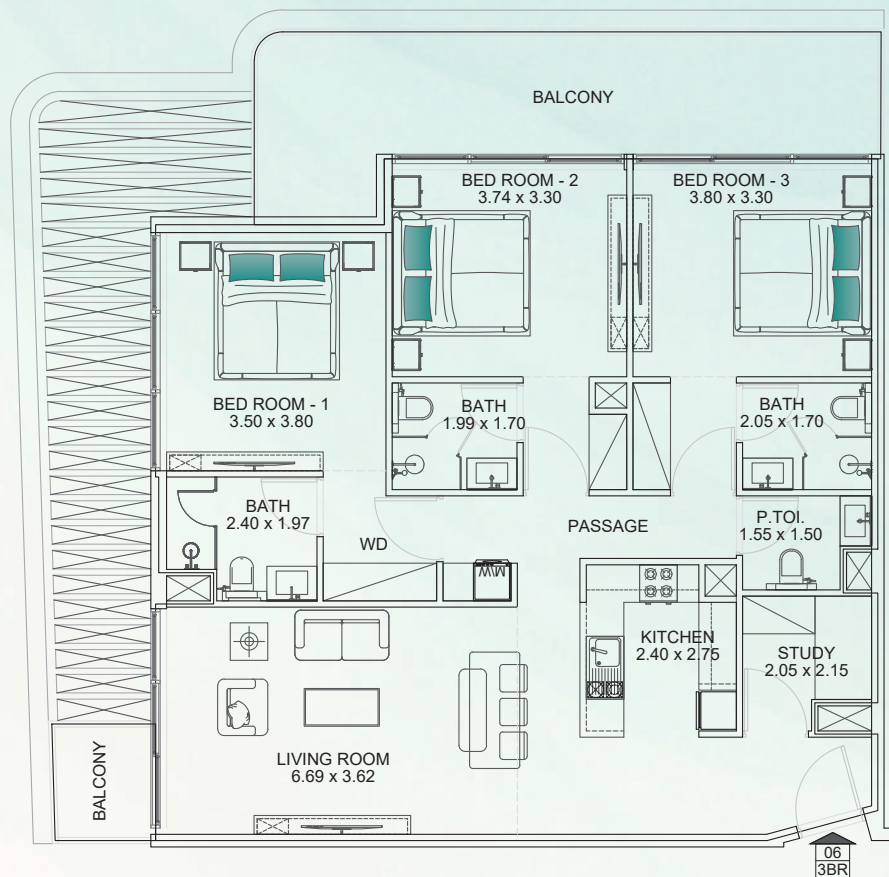 BALCONY
BED ROOM - 2
3.74 x 3.30
BED ROOM - 3
3.80 x 3.30
BED ROOM - 1
3.50 x 3.80
BATH
1.99 x 1.70
BATH
2.05 x 1.70
BATH
2.40 x 1.97
WD
PASSAGE
P.TOI.
1.55 x 1.50
M/W
KITCHEN
2.40 x 2.75
STUDY
2.05 x 2.15
LIVING ROOM
6.69 x 3.62
BALCONY
06
3BR